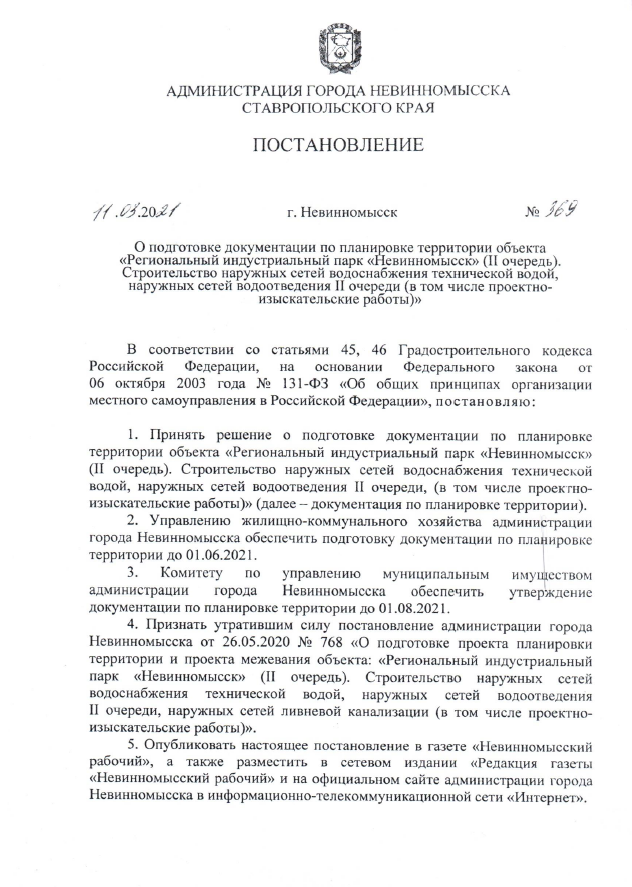 АДМИНИСТРАЦИЯ ГОРОДА НЕВИННОМЫССКА
СТАВРОПОЛЬСКОГО КРАЯ
ПОСТАНОВЛЕНИЕ
11.03.2021 г. Невинномысск № 369
О подготовке документации по планировке территории объекта
«Региональный индустриальный парк «Невинномысск» (II очередь).
Строительство наружных сетей водоснабжения технической водой,
наружных сетей водоотведения II очереди (в том числе проектно-
изыскательские работы)»
В соответствии со статьями 45, 46 Градостроительного кодекса
Российской Федерации, на основании Федерального закона от
06 октября 2003 года № 131-ФЗ «Об общих принципах организации
местного самоуправления в Российской Федерации», постановляю:
1. Принять решение о подготовке документации по планировке
территории объекта «Региональный индустриальный парк «Невинномысск»
(II очередь). Строительство наружных сетей водоснабжения технической
водой, наружных сетей водоотведения II очереди, (в том числе проектно-
изыскательские работы)» (далее – документация по планировке территории).
2. Управлению жилищно-коммунального хозяйства администрации
города Невинномысска обеспечить подготовку документации по планировке
территории до 01.06.2021.
3. Комитету по управлению муниципальным имуществом
администрации города Невинномысска обеспечить утверждение
документации по планировке территории до 01.08.2021.
4. Признать утратившим силу постановление администрации города
Невинномысска от 26.05.2020 № 768 «О подготовке проекта планировки
территории и проекта межевания объекта: «Региональный индустриальный
парк «Невинномысск» (II очередь). Строительство наружных сетей
водоснабжения технической водой, наружных сетей водоотведения
II очереди, наружных сетей ливневой канализации (в том числе проектно-
изыскательские работы)».
5. Опубликовать настоящее постановление в газете «Невинномысский
рабочий», а также разместить в сетевом издании «Редакция газеты
«Невинномысский рабочий» и на официальном сайте администрации города
Невинномысска в информационно-телекоммуникационной сети «Интернет».